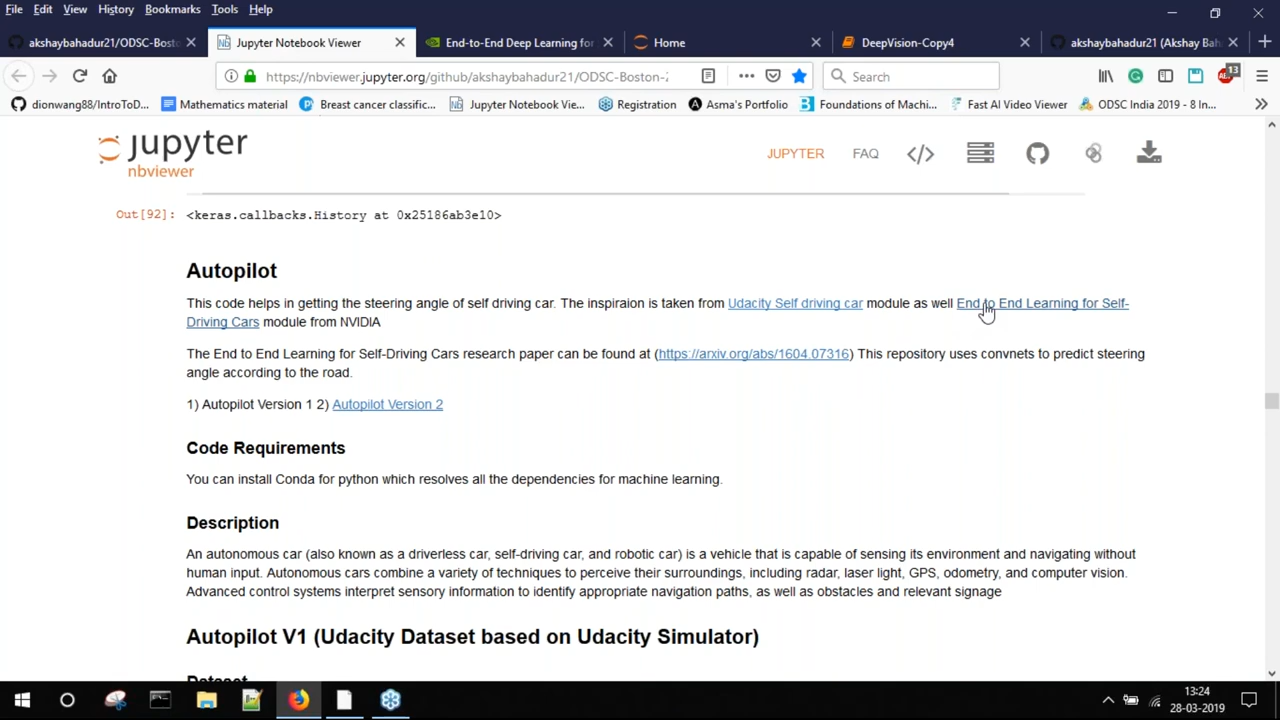 File Edit View History Bookmarks Tools Help
akshaybahadur21/ODSC-Bosto
Jupyter Notebook Viewer
End-to-End Deep Learning for
Home
DeepVision-Copy4
akshaybahadur21 (Akshay Bah
https://nbviewer.jupyter.org/github/akshaybahadur21/ODSC-Boston-2
Search
13
dionwang88/IntroToD...
Mathematics material
Breast cancer classific...
Jupyter Notebook Vie...
Registration
Asma's Portfolio
Foundations of Machi...
Fast AI Video Viewer
ODSC India 2019 - 8 In...
jupyter
nbviewer
JUPYTER FAQ
Out[92]: <keras.callbacks.History at 0x25186ab3e10>
Autopilot
This code helps in getting the steering angle of self driving car. The inspiraion is taken from Udacity Self driving car module as well End to End Learning for Self-
Driving Cars module from NVIDIA
The End to End Learning for Self-Driving Cars research paper can be found at (https://arxiv.org/abs/1604.07316) This repository uses convnets to predict steering
angle according to the road.
1) Autopilot Version 1 2) Autopilot Version 2
Code Requirements
You can install Conda for python which resolves all the dependencies for machine learning.
Description
An autonomous car (also known as a driverless car, self-driving car, and robotic car) is a vehicle that is capable of sensing its environment and navigating without
human input. Autonomous cars combine a variety of techniques to perceive their surroundings, including radar, laser light, GPS, odometry, and computer vision.
Advanced control systems interpret sensory information to identify appropriate navigation paths, as well as obstacles and relevant signage
Autopilot V1 (Udacity Dataset based on Udacity Simulator)
Dataset
13:24
28-03-2019